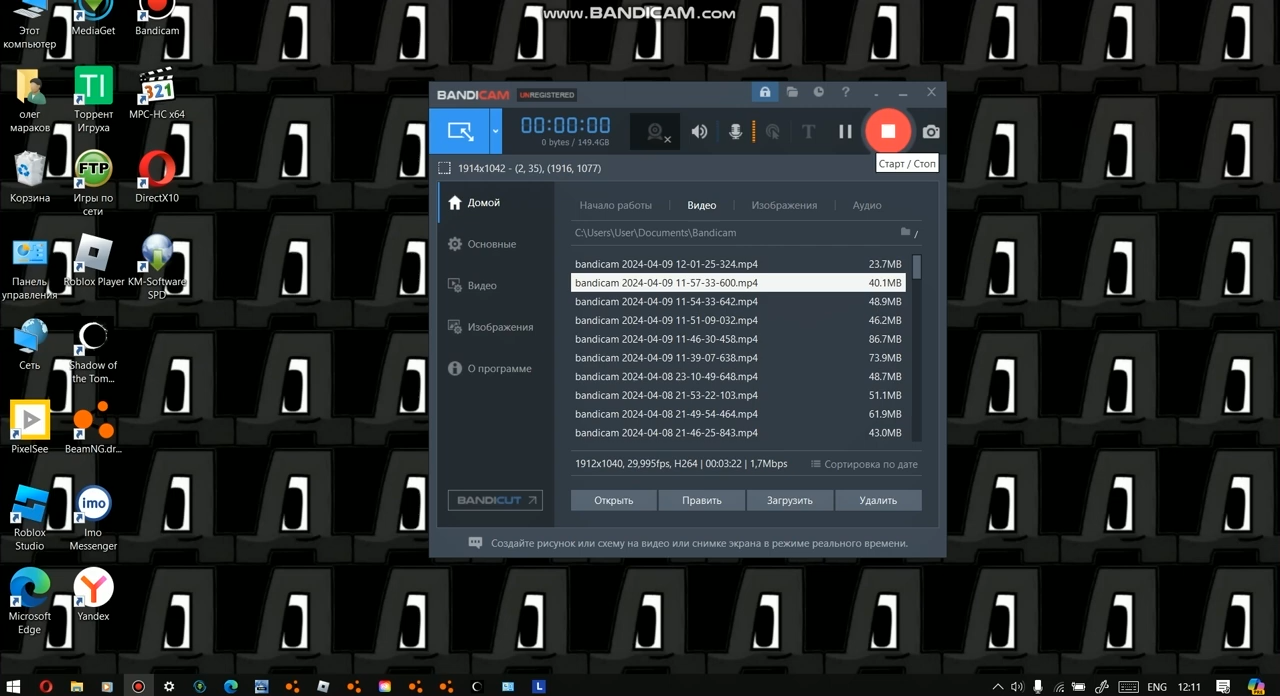 www.BANDICAM.com
Этот
компьютер
MediaGet
Bandicam
олег
мараков
TI
Торрент
Игруха
321
MPC-HC x64
Корзина
FTP
Игры по
сети
DirectX10
Панель
управления
Roblox Player
KM-Software
SPD
Сеть
Shadow of
the Tom...
PixelSee
BeamNG.dr...
Roblox
Studio
imo
Imo
Messenger
Microsoft
Edge
Yandex
BANDICAM UNREGISTERED
00:00:00
0 bytes / 149.4GB
Старт / Стоп
1914x1042 - (2, 35), (1916, 1077)
Домой
Основные
Видео
Изображения
О программе
BANDICUT
Начало работы
Видео
Изображения
Аудио
C:\Users\User\Documents\Bandicam
bandicam 2024-04-09 12-01-25-324.mp4 23.7MB
bandicam 2024-04-09 11-57-33-600.mp4 40.1MB
bandicam 2024-04-09 11-54-33-642.mp4 48.9MB
bandicam 2024-04-09 11-51-09-032.mp4 46.2MB
bandicam 2024-04-09 11-46-30-458.mp4 86.7MB
bandicam 2024-04-09 11-39-07-638.mp4 73.9MB
bandicam 2024-04-08 23-10-49-648.mp4 48.7MB
bandicam 2024-04-08 21-53-22-103.mp4 51.1MB
bandicam 2024-04-08 21-49-54-464.mp4 61.9MB
bandicam 2024-04-08 21-46-25-843.mp4 43.0MB
1912x1040, 29,995fps, H264 | 00:03:22 | 1,7Mbps
Сортировка по дате
Открыть
Править
Загрузить
Удалить
Создайте рисунок или схему на видео или снимке экрана в режиме реального времени.
ENG
12:11